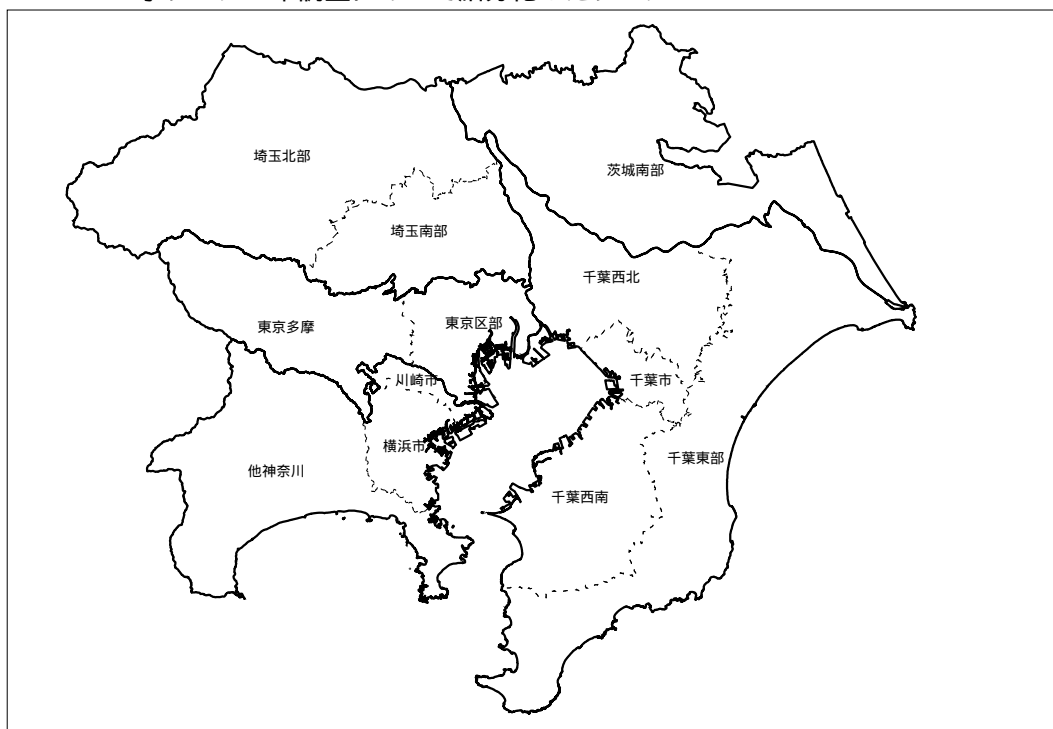 埼玉北部
茨城南部
埼玉南部
千葉西北
東京多摩
東京区部
川崎市
千葉市
横浜市
千葉東部
他神奈川
千葉西南